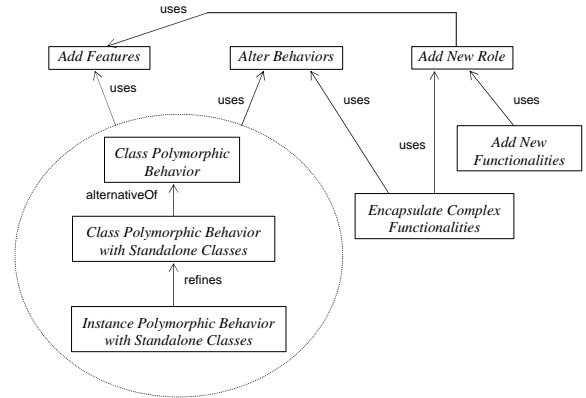 uses
Add Features
Alter Behaviors
Add New Role
uses
uses
uses
uses
uses
Add New
Functionalities
Class Polymorphic
Behavior
alternativeOf
Encapsulate Complex
Functionalities
Class Polymorphic Behavior
with Standalone Classes
refines
Instance Polymorphic Behavior
with Standalone Classes